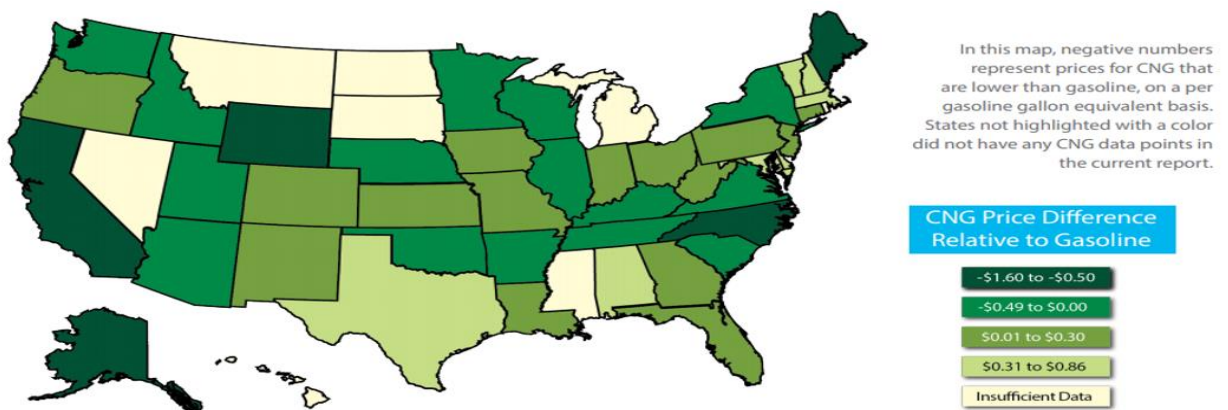 In this map, negative numbers
represent prices for CNG that
are lower than gasoline, on a per
gasoline gallon equivalent basis.
States not highlighted with a color
did not have any CNG data points in
the current report.
CNG Price Difference
Relative to Gasoline
-$1.60 to -$0.50
-$0.49 to $0.00
$0.01 to $0.30
$0.31 to $0.86
Insufficient Data